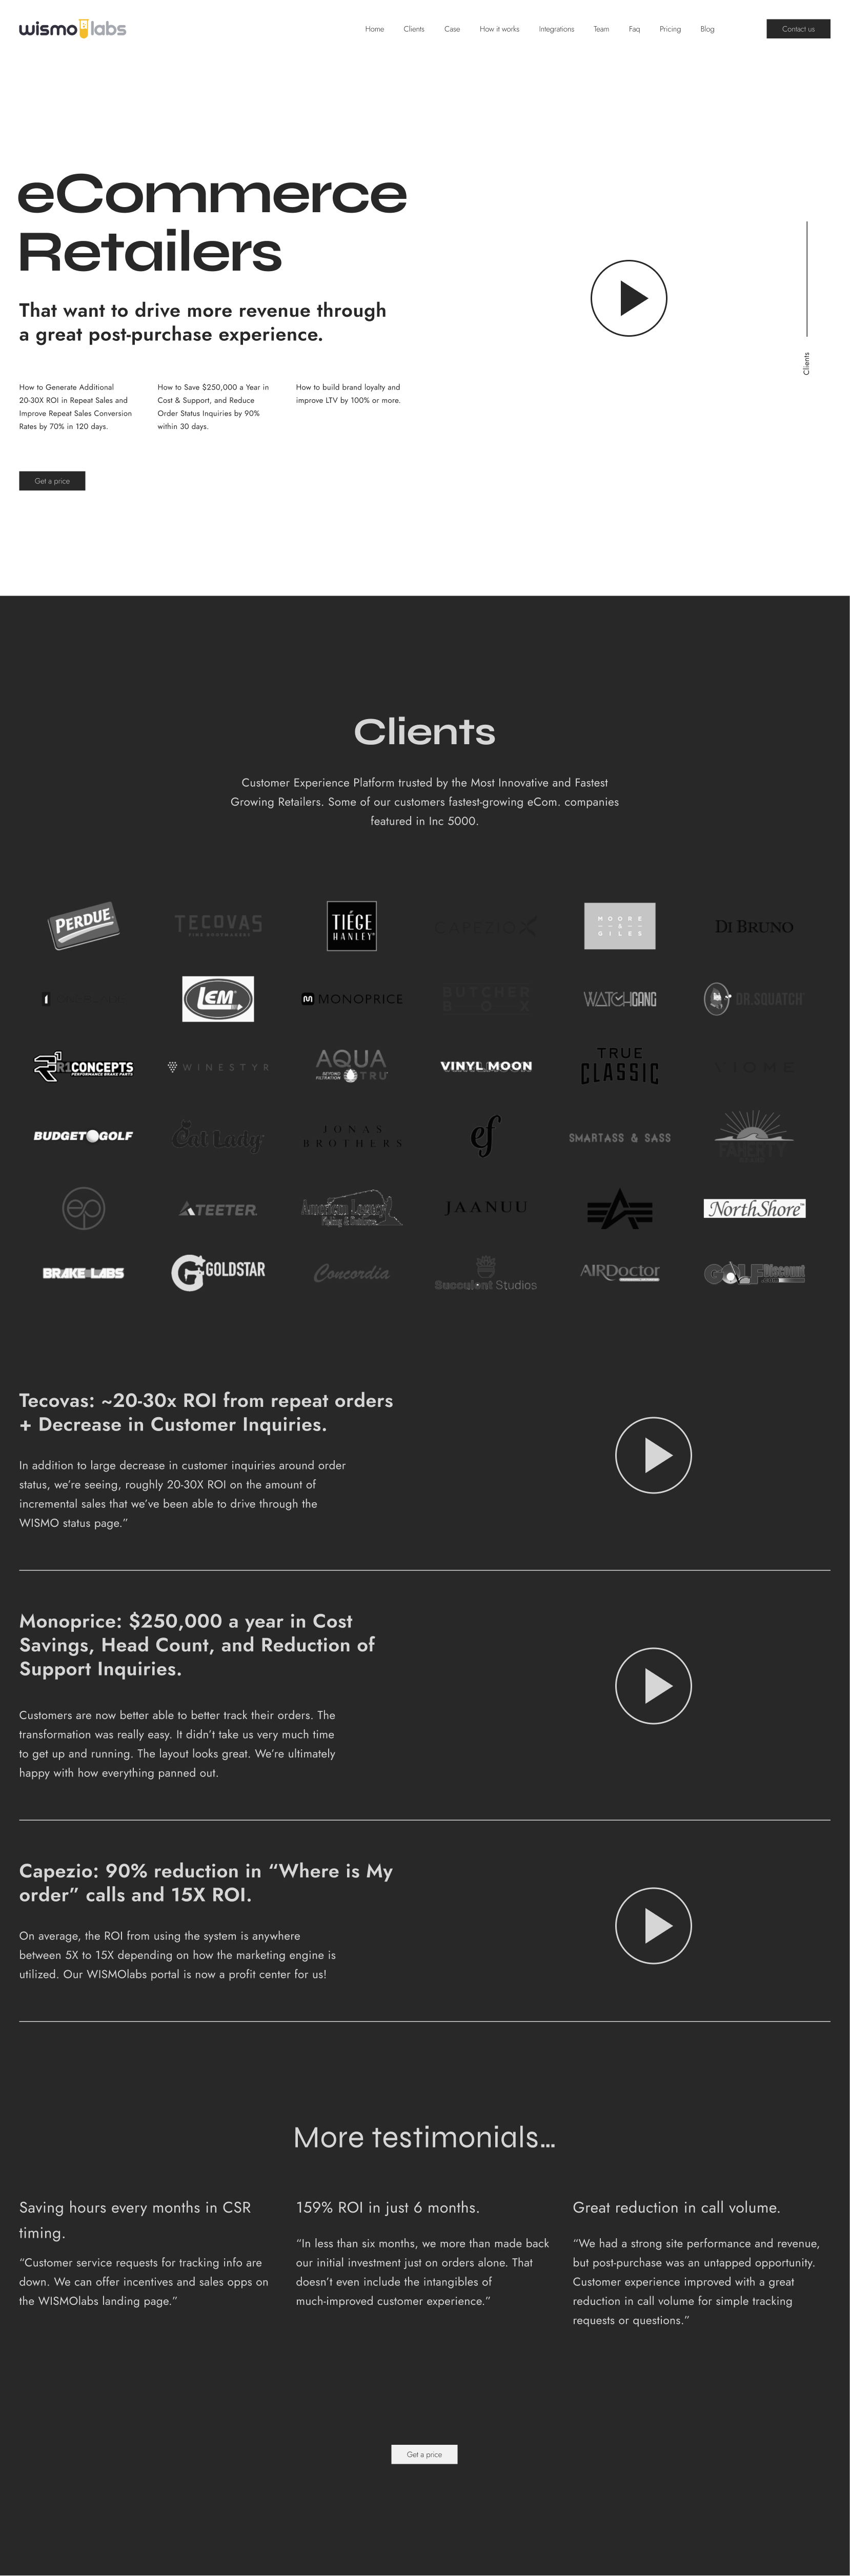 wismo labs
Home Clients Case How it works Integrations Team Faq Pricing Blog Contact us
eCommerce
Retailers
That want to drive more revenue through
a great post-purchase experience.
How to Generate Additional
20-30X ROI in Repeat Sales and
Improve Repeat Sales Conversion
Rates by 70% in 120 days.
How to Save $250,000 a Year in
Cost & Support, and Reduce
Order Status Inquiries by 90%
within 30 days.
How to build brand loyalty and
improve LTV by 100% or more.
Clients
Get a price
Clients
Customer Experience Platform trusted by the Most Innovative and Fastest
Growing Retailers. Some of our customers fastest-growing eCom. companies
featured in Inc 5000.
PERDUE
TECOVAS
TIÉGE
HANLEY
CAPEZIO
MOORE
&
GILES
DI BRUNO
LEM
MONOPRICE
BUTCHER
BOX
WATCHGANG
DR.SQUATCH
R1
R1CONCEPTS
PERFORMANCE BRAKE PARTS
WINESTYR
AQUA
BEYOND
FILTRATION
TRU
VINYL MOON
TRUE
CLASSIC
VIOME
BUDGET GOLF
Cat Lady
JONAS
BROTHERS
ef
SMARTASS & SASS
FAHERTY
ep
TEETER
American Legacy
Fishing & Outdoors
JAANUU
NorthShore
BRAKE LABS
G GOLDSTAR
Concordia
Succulent Studios
AIRDoctor
GOLF Discount
.com
Tecovas: ~20-30x ROI from repeat orders
+ Decrease in Customer Inquiries.
In addition to large decrease in customer inquiries around order
status, we’re seeing, roughly 20-30X ROI on the amount of
incremental sales that we’ve been able to drive through the
WISMO status page.”
Monoprice: $250,000 a year in Cost
Savings, Head Count, and Reduction of
Support Inquiries.
Customers are now better able to better track their orders. The
transformation was really easy. It didn’t take us very much time
to get up and running. The layout looks great. We’re ultimately
happy with how everything panned out.
Capezio: 90% reduction in “Where is My
order” calls and 15X ROI.
On average, the ROI from using the system is anywhere
between 5X to 15X depending on how the marketing engine is
utilized. Our WISMOlabs portal is now a profit center for us!
More testimonials...
Saving hours every months in CSR
timing.
“Customer service requests for tracking info are
down. We can offer incentives and sales opps on
the WISMOlabs landing page.”
159% ROI in just 6 months.
“In less than six months, we more than made back
our initial investment just on orders alone. That
doesn’t even include the intangibles of
much-improved customer experience.”
Great reduction in call volume.
“We had a strong site performance and revenue,
but post-purchase was an untapped opportunity.
Customer experience improved with a great
reduction in call volume for simple tracking
requests or questions.”
Get a price